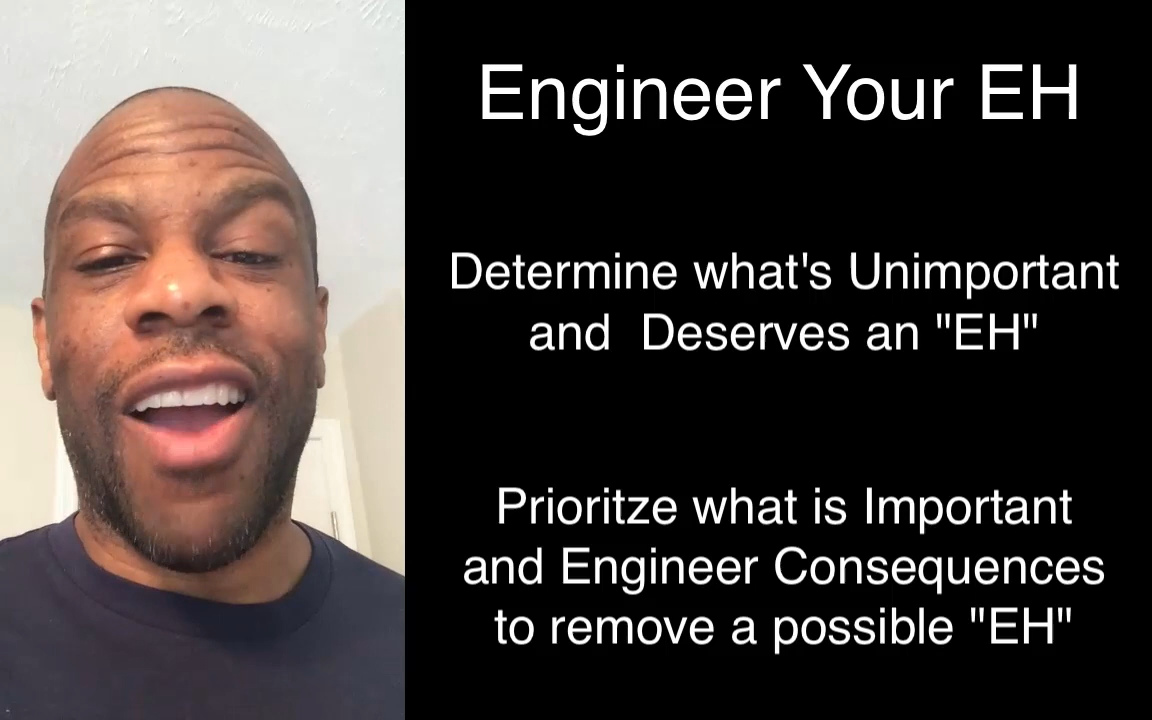 Engineer Your EH
Determine what's Unimportant
and  Deserves an "EH"
Prioritze what is Important
and Engineer Consequences
to remove a possible "EH"